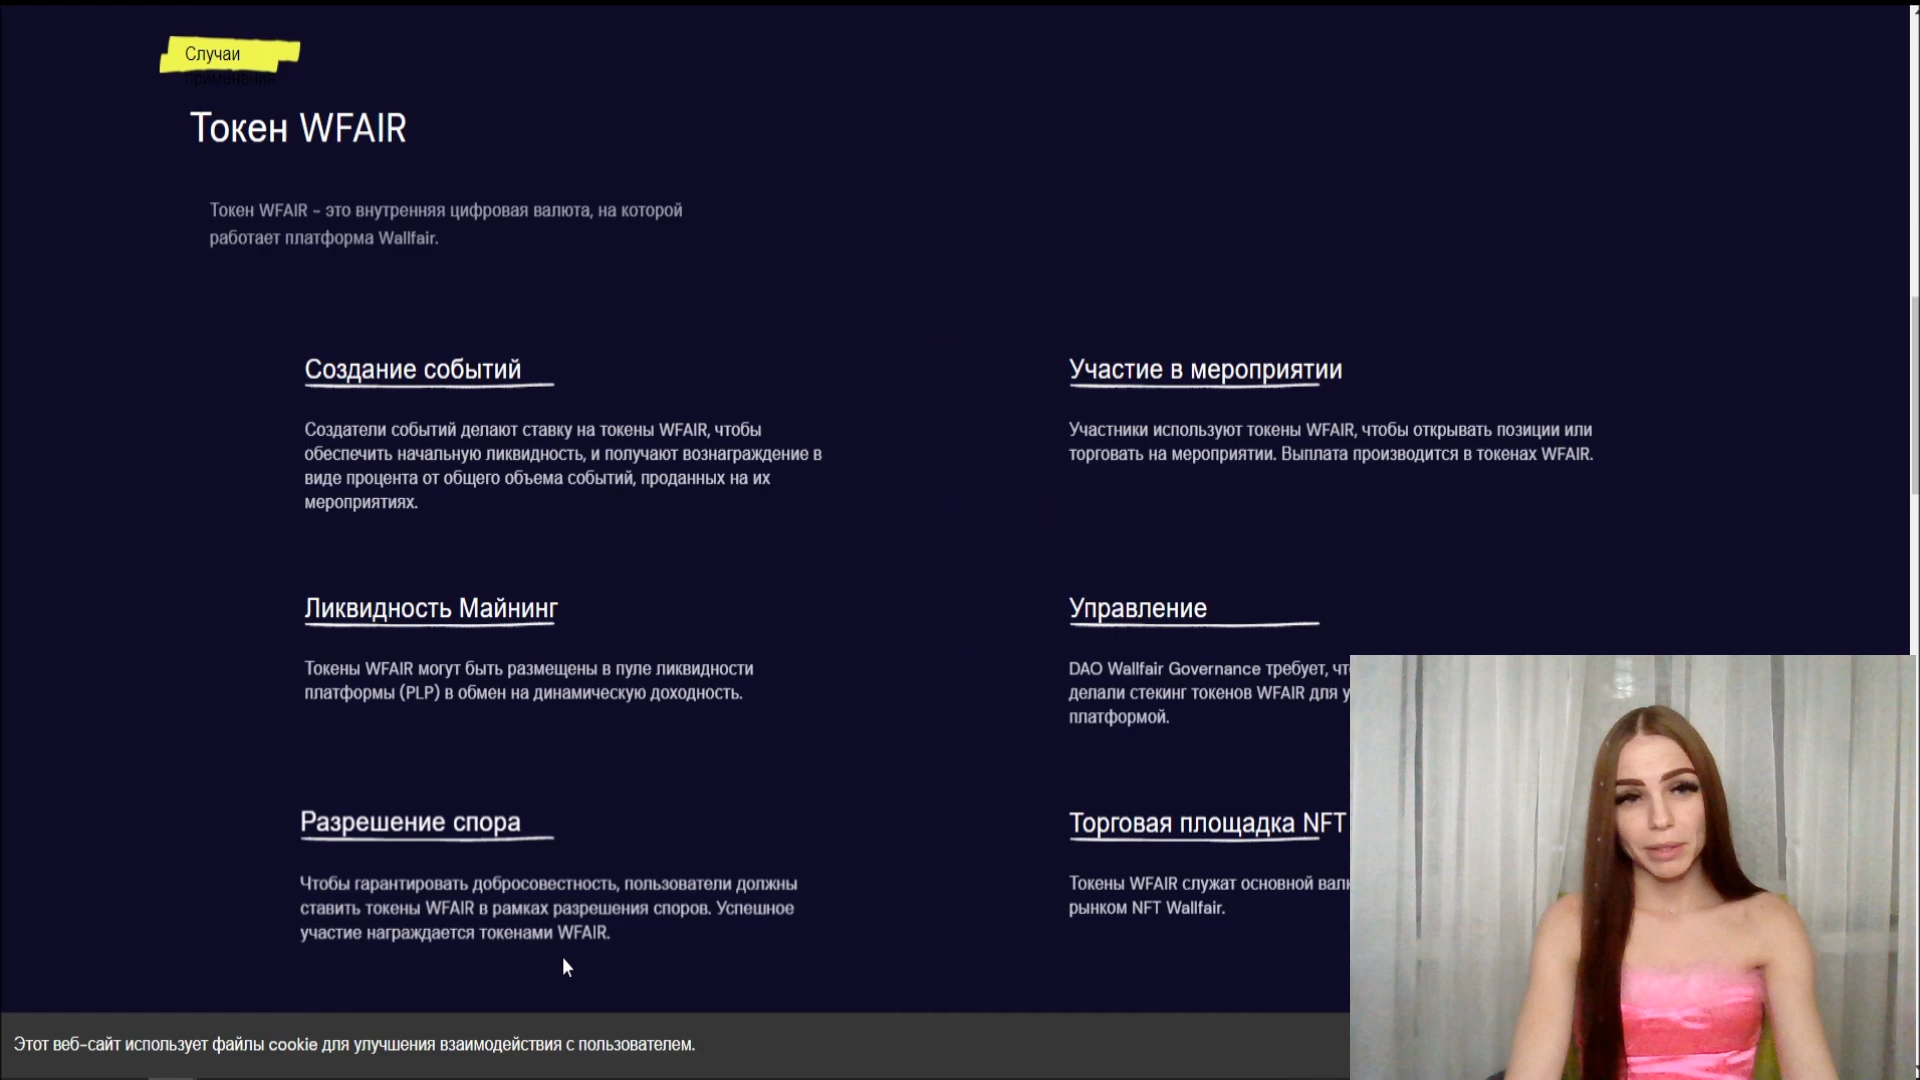 Случаи
применения
Токен WFAIR
Токен WFAIR - это внутренняя цифровая валюта, на которой
работает платформа Wallfair.
Создание событий
Создатели событий делают ставку на токены WFAIR, чтобы
обеспечить начальную ликвидность, и получают вознаграждение в
виде процента от общего объема событий, проданных на их
мероприятиях.
Участие в мероприятии
Участники используют токены WFAIR, чтобы открывать позиции или
торговать на мероприятии. Выплата производится в токенах WFAIR.
Ликвидность Майнинг
Токены WFAIR могут быть размещены в пуле ликвидности
платформы (PLP) в обмен на динамическую доходность.
Управление
DAO Wallfair Governance требует,
делали стекинг токенов WFAIR для
платформой.
Разрешение спора
Чтобы гарантировать добросовестность, пользователи должны
ставить токены WFAIR в рамках разрешения споров. Успешное
участие награждается токенами WFAIR.
Торговая площадка NFT
Токены WFAIR служат основной
рынком NFT Wallfair.
Этот веб-сайт использует файлы cookie для улучшения взаимодействия с пользователем.